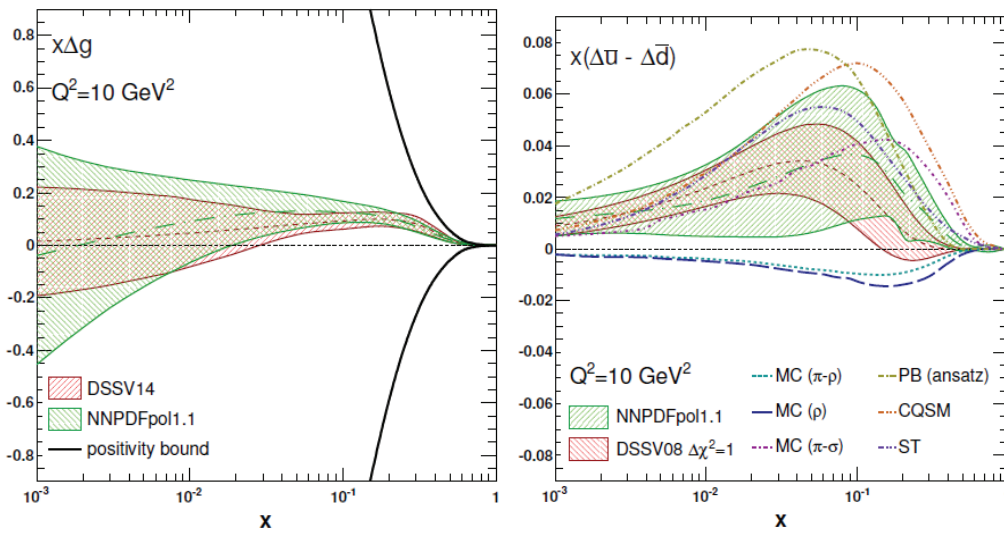 0.8
0.6
0.4
0.2
0
-0.2
-0.4
-0.6
-0.8
xΔg
Q²=10 GeV²
DSSV14
NNPDFpol1.1
positivity bound
10⁻³
10⁻²
10⁻¹
1
x
0.08
0.06
0.04
0.02
0
-0.02
-0.04
-0.06
-0.08
x(Δu̅ - Δd̅)
Q²=10 GeV²
NNPDFpol1.1
DSSV08 Δχ²=1
MC (π-ρ)
MC (ρ)
MC (π-σ)
PB (ansatz)
CQSM
ST
10⁻³
10⁻²
10⁻¹
1
x